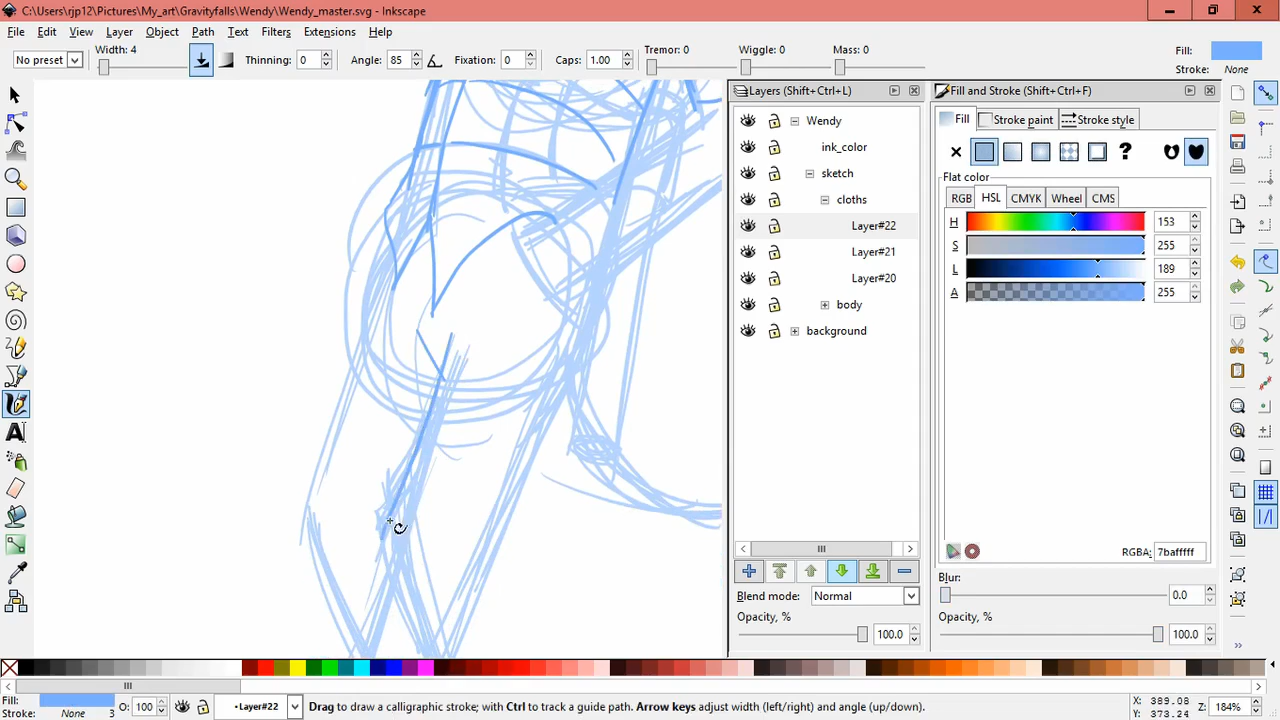 C:\Users\rjp12\Pictures\My_art\Gravityfalls\Wendy\Wendy_master.svg - Inkscape
File Edit View Layer Object Path Text Filters Extensions Help
No preset Width: 4 Thinning: 0 Angle: 85 Fixation: 0 Caps: 1.00 Tremor: 0 Wiggle: 0 Mass: 0 Fill: Stroke: None
Layers (Shift+Ctrl+L)
Wendy
ink_color
sketch
cloths
Layer#22
Layer#21
Layer#20
body
background
Blend mode: Normal
Opacity, % 100.0
Fill and Stroke (Shift+Ctrl+F)
Fill Stroke paint Stroke style
?
Flat color
RGB HSL CMYK Wheel CMS
H 153
S 255
L 189
A 255
RGBA: 7bafffff
Blur:
0.0
Opacity, %
100.0
Fill:
Stroke: None 3 O: 100 •Layer#22 Drag to draw a calligraphic stroke; with Ctrl to track a guide path. Arrow keys adjust width (left/right) and angle (up/down).
X: 389.08
Y: 373.24
Z: 184%